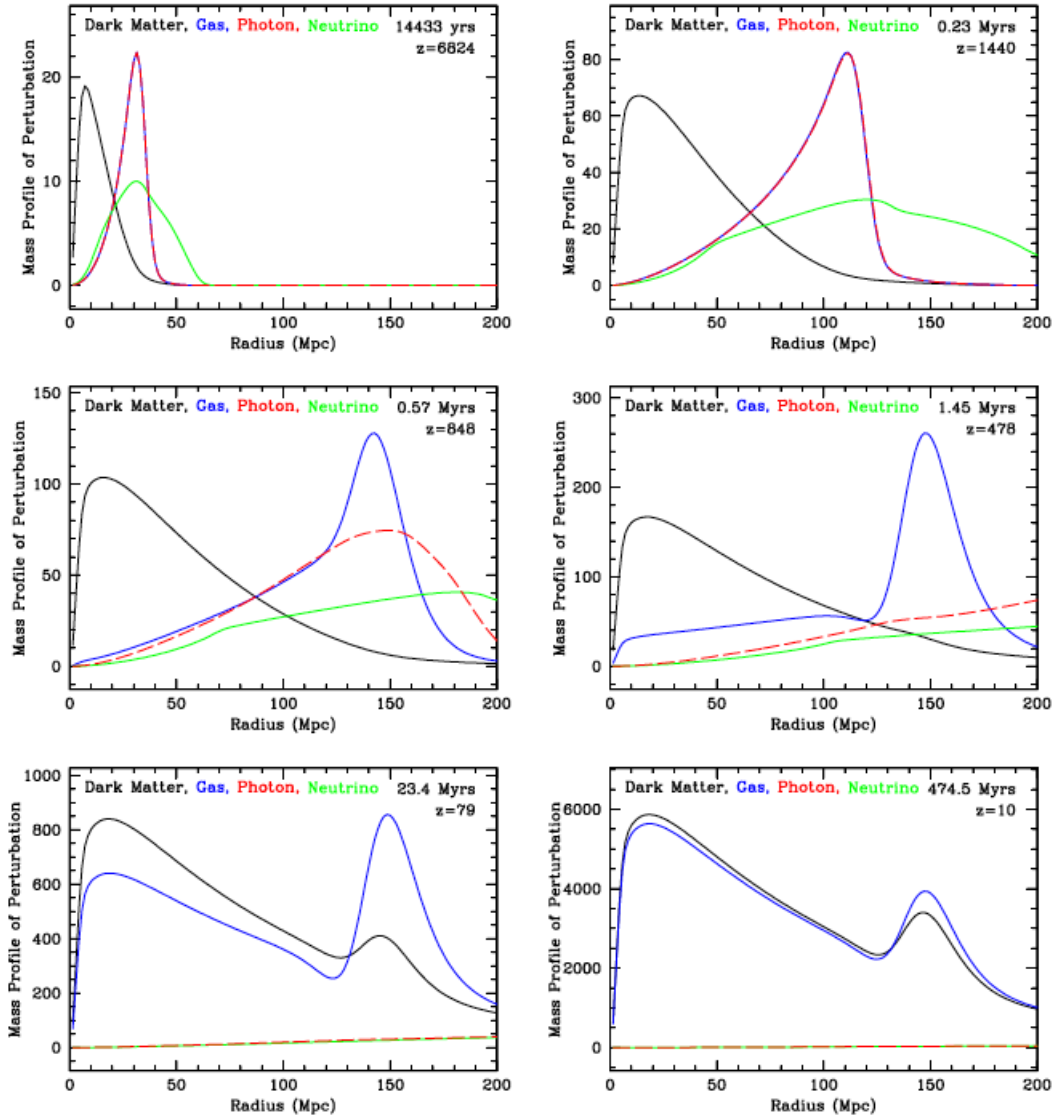 Dark Matter, Gas, Photon, Neutrino 14433 yrs
z=6824
20
10
0
Mass Profile of Perturbation
0 50 100 150 200
Radius (Mpc)
Dark Matter, Gas, Photon, Neutrino 0.23 Myrs
z=1440
80
60
40
20
0
Mass Profile of Perturbation
0 50 100 150 200
Radius (Mpc)
Dark Matter, Gas, Photon, Neutrino 0.57 Myrs
z=848
150
100
50
0
Mass Profile of Perturbation
0 50 100 150 200
Radius (Mpc)
Dark Matter, Gas, Photon, Neutrino 1.45 Myrs
z=478
300
200
100
0
Mass Profile of Perturbation
0 50 100 150 200
Radius (Mpc)
Dark Matter, Gas, Photon, Neutrino 23.4 Myrs
z=79
1000
800
600
400
200
0
Mass Profile of Perturbation
0 50 100 150 200
Radius (Mpc)
Dark Matter, Gas, Photon, Neutrino 474.5 Myrs
z=10
6000
4000
2000
0
Mass Profile of Perturbation
0 50 100 150 200
Radius (Mpc)